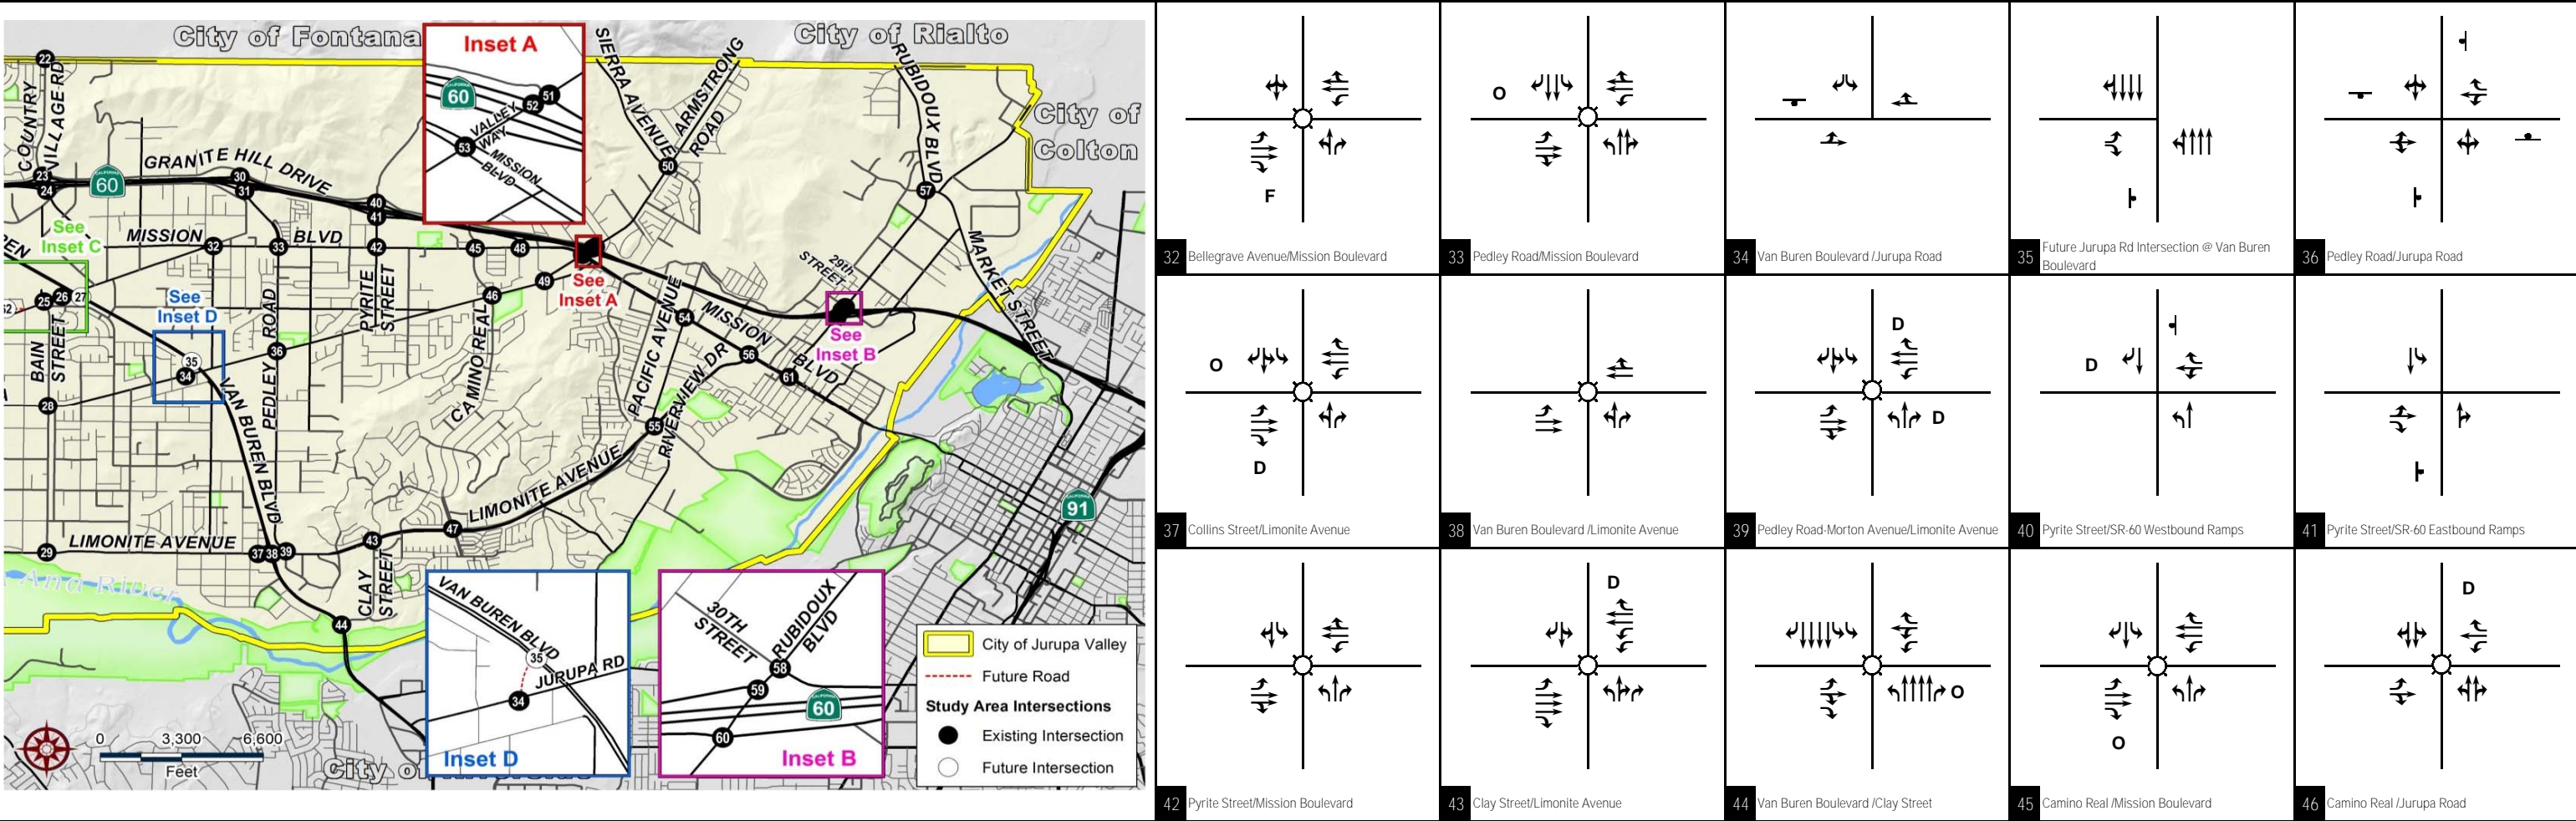 City of Fontana
City of Rialto
City of
Colton
Inset A
60
VALLEY
WAY
MISSION
BLVD
51
52
53
SIERRA AVENUE
ARMSTRONG
ROAD
RUBIDOUX BLVD
22
COUNTRY
VILLAGE RD
GRANITE HILL DRIVE
23
24
60
30
31
40
41
50
57
See
Inset C
MISSION
BLVD
32
33
42
45
48
49
See
Inset A
29th
STREET
MARKET STREET
25
26
27
See
Inset D
PEDLEY ROAD
PYRITE
STREET
46
CAMINO REAL
PACIFIC AVENUE
54
MISSION
BLVD
56
61
See
Inset B
BAIN
STREET
35
34
36
28
VAN BUREN BLVD
RIVERVIEW DR
55
LIMONITE AVENUE
47
LIMONITE AVENUE
29
37
38
39
43
CLAY
STREET
44
91
Ana River
VAN BUREN BLVD
35
JURUPA RD
34
Inset D
30TH
STREET
RUBIDOUX
BLVD
58
59
60
60
Inset B
0 3,300 6,600
Feet
City of Jurupa Valley
Future Road
Study Area Intersections
Existing Intersection
Future Intersection
F
32 Bellegrave Avenue/Mission Boulevard
O
33 Pedley Road/Mission Boulevard
34 Van Buren Boulevard /Jurupa Road
35 Future Jurupa Rd Intersection @ Van Buren
Boulevard
36 Pedley Road/Jurupa Road
O
D
37 Collins Street/Limonite Avenue
38 Van Buren Boulevard /Limonite Avenue
D
D
39 Pedley Road-Morton Avenue/Limonite Avenue
D
40 Pyrite Street/SR-60 Westbound Ramps
41 Pyrite Street/SR-60 Eastbound Ramps
42 Pyrite Street/Mission Boulevard
D
43 Clay Street/Limonite Avenue
O
44 Van Buren Boulevard /Clay Street
O
45 Camino Real /Mission Boulevard
D
46 Camino Real /Jurupa Road